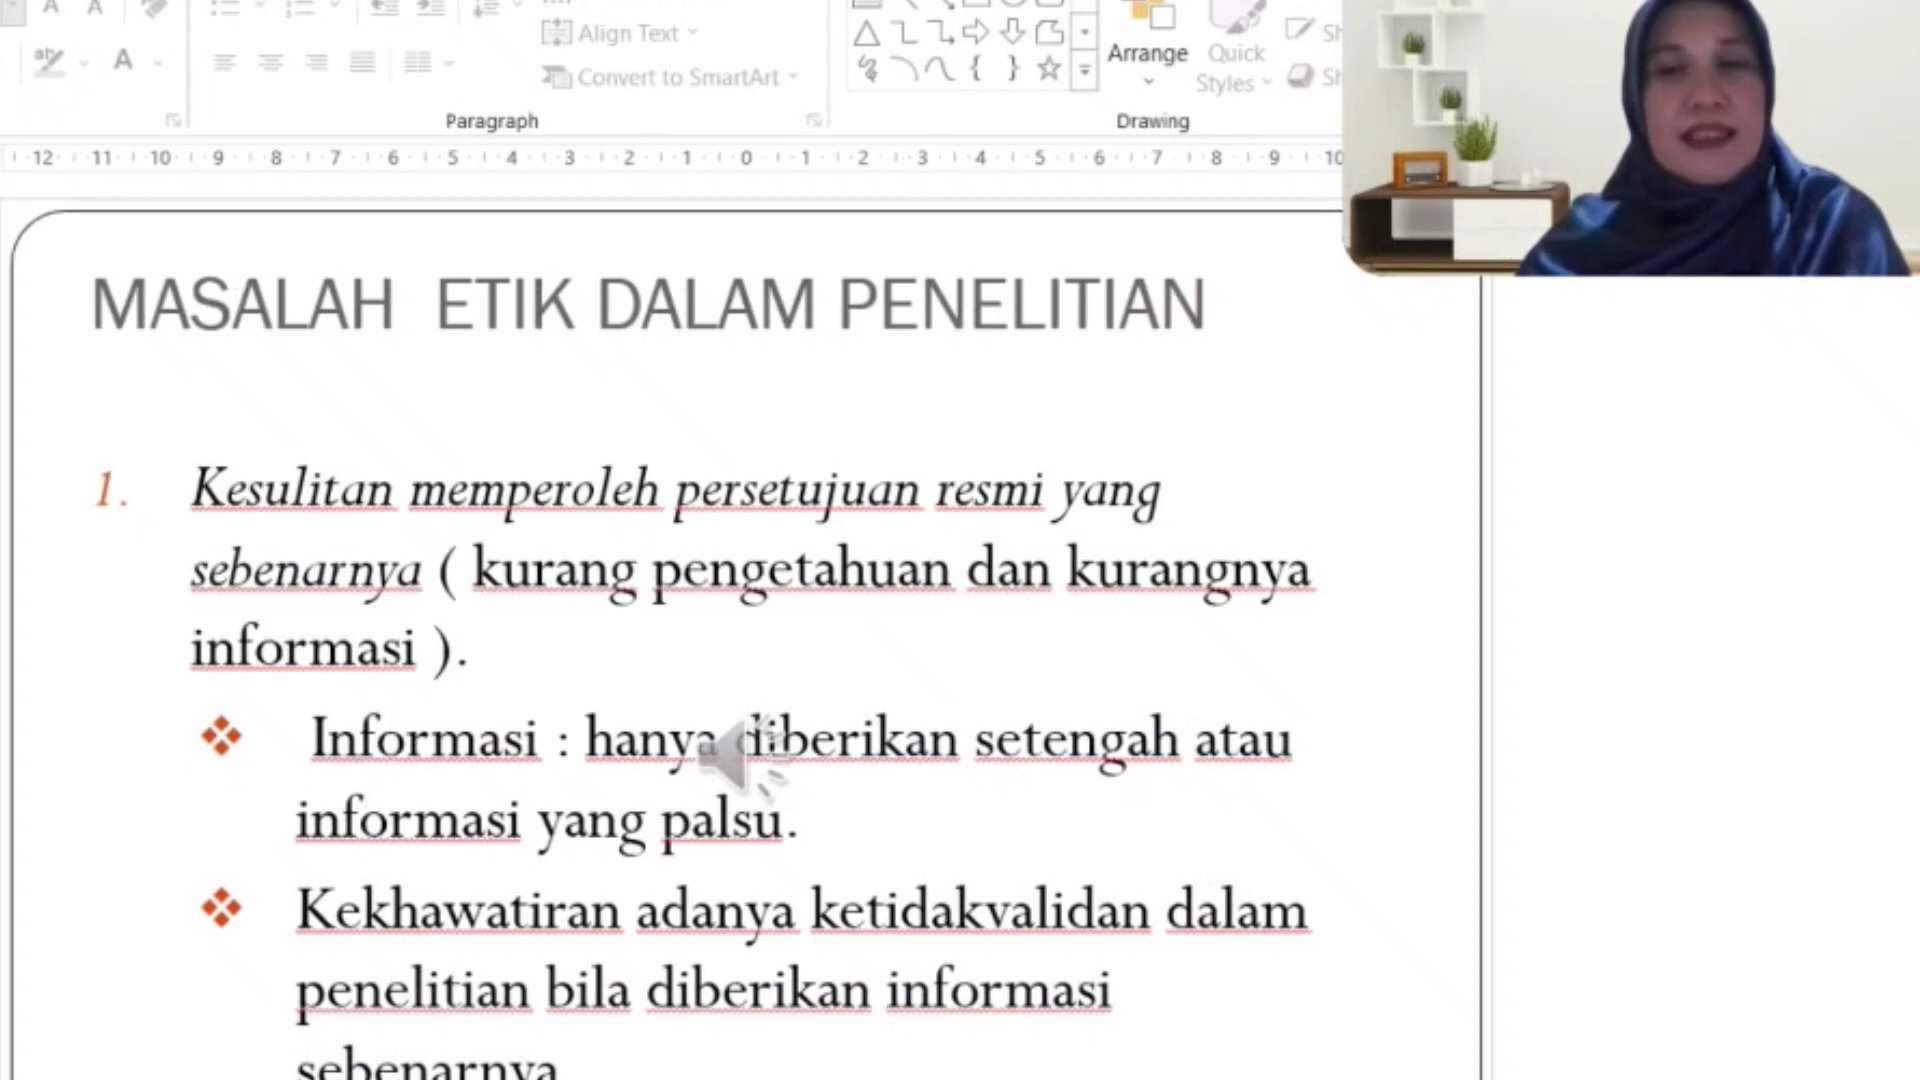 Align Text
Convert to SmartArt
Arrange
Quick
Styles
Sh
Sh
Paragraph
Drawing
12 11 10 9 8 7 6 5 4 3 2 1 0 1 2 3 4 5 6 7 8 9 10
MASALAH ETIK DALAM PENELITIAN
1. Kesulitan memperoleh persetujuan resmi yang
sebenarnya ( kurang pengetahuan dan kurangnya
informasi ).
Informasi : hanya diberikan setengah atau
informasi yang palsu.
Kekhawatiran adanya ketidakvalidan dalam
penelitian bila diberikan informasi
sebenarnya